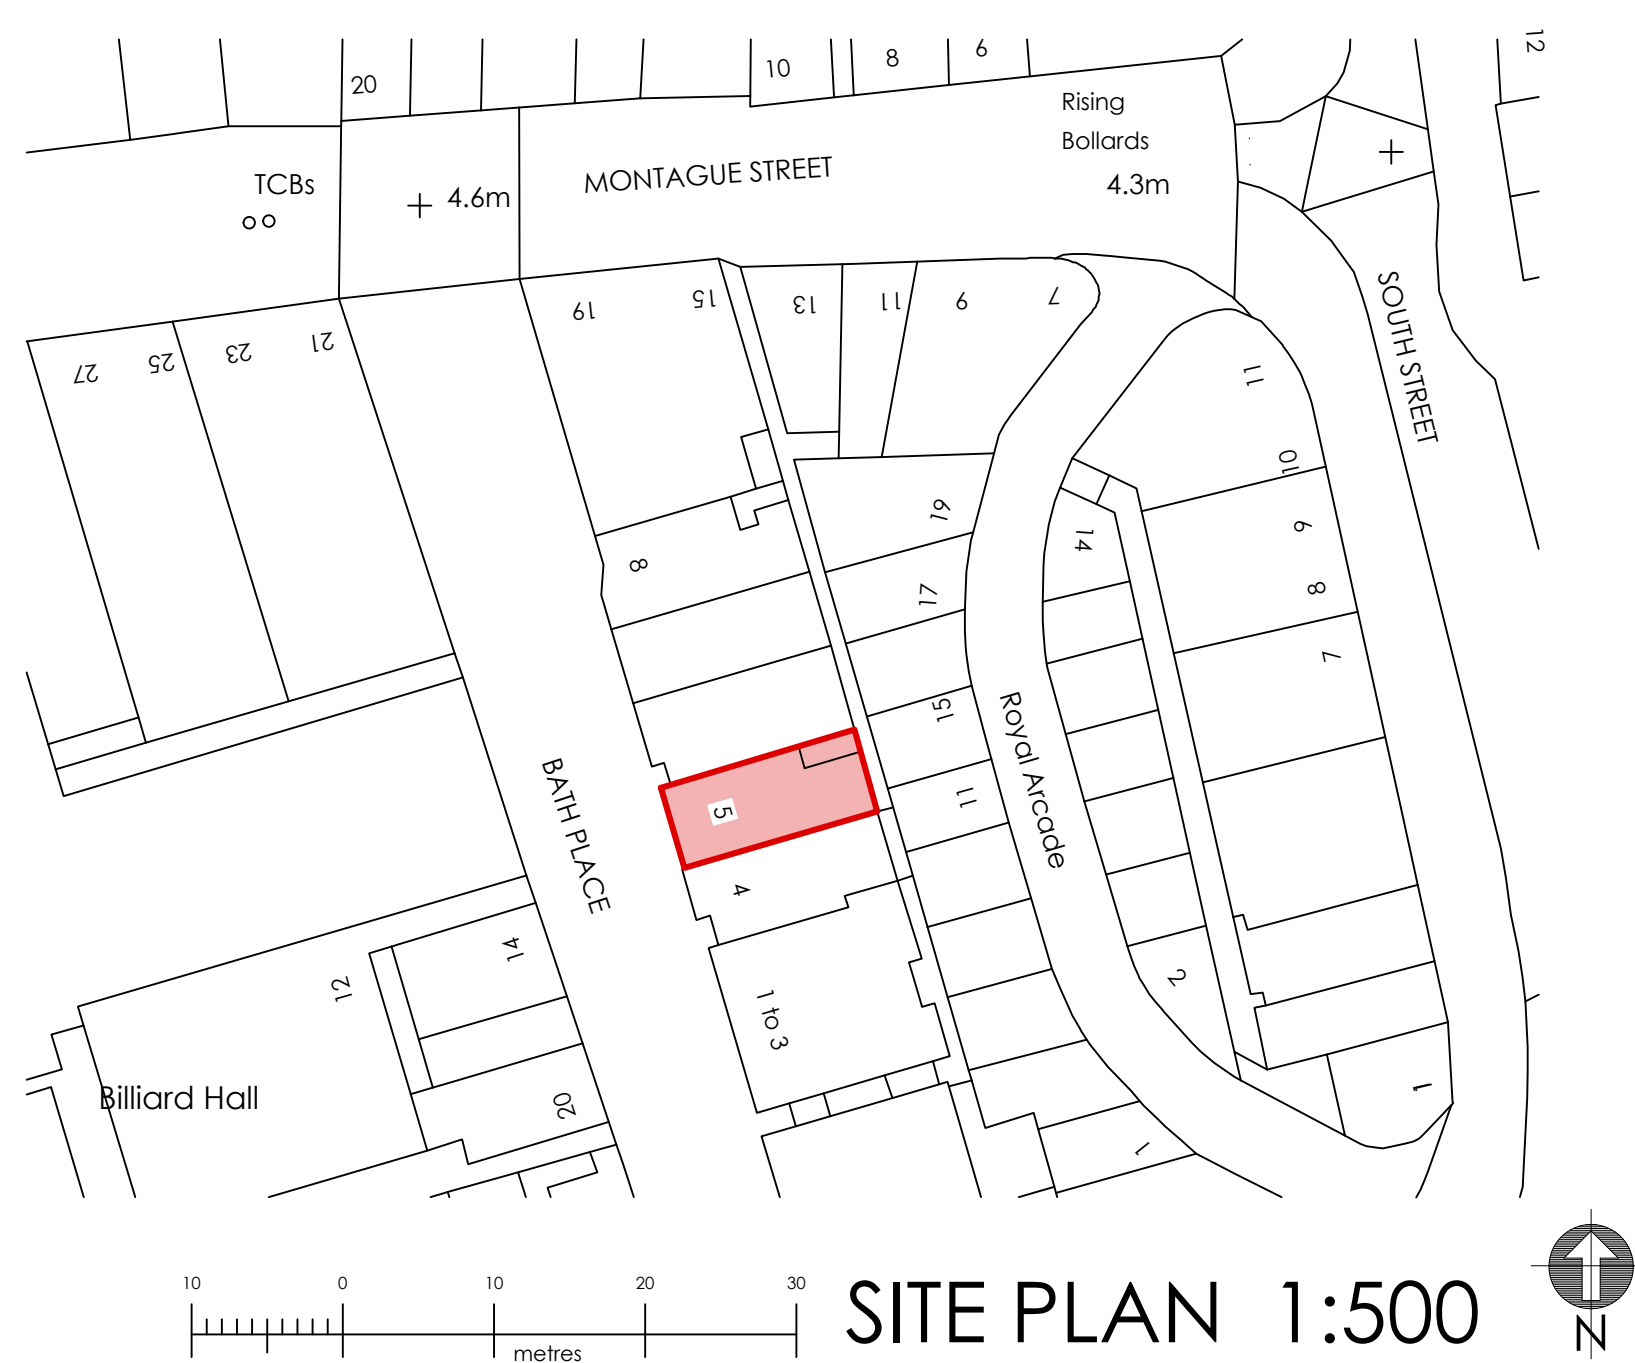 20
10
8
6
12
Rising
Bollards
TCBs
4.6m
MONTAGUE STREET
4.3m
27
25
23
21
19
15
13
11
9
7
SOUTH STREET
11
10
9
8
7
8
19
17
15
11
14
Royal Arcade
BATH PLACE
5
4
1 to 3
14
12
20
Billiard Hall
2
1
1
10
0
10
20
30
metres
SITE PLAN 1:500
N